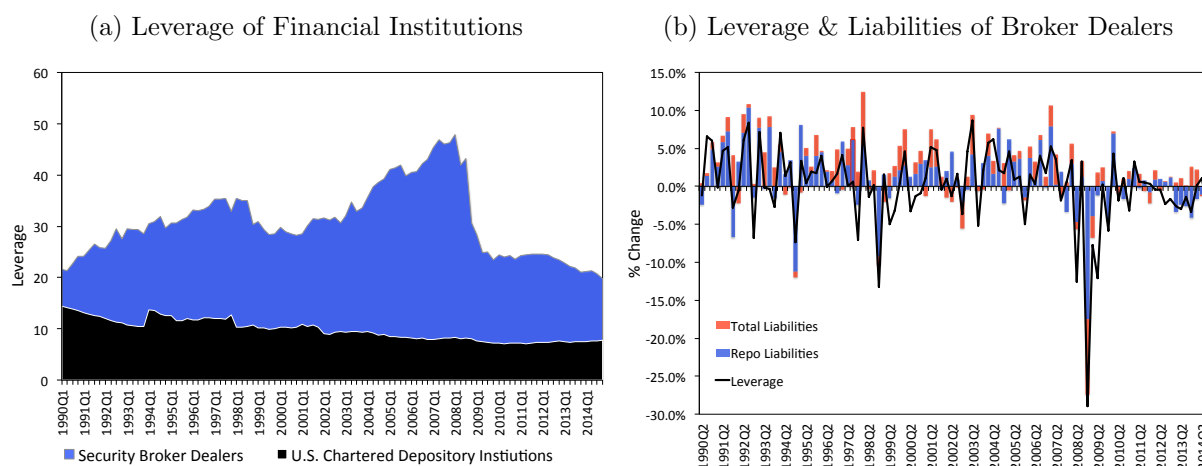 (a) Leverage of Financial Institutions
60
50
40
30
20
10
0
Leverage
1990Q1
1991Q1
1992Q1
1993Q1
1994Q1
1995Q1
1996Q1
1997Q1
1998Q1
1999Q1
2000Q1
2001Q1
2002Q1
2003Q1
2004Q1
2005Q1
2006Q1
2007Q1
2008Q1
2009Q1
2010Q1
2011Q1
2012Q1
2013Q1
2014Q1
Security Broker Dealers
U.S. Chartered Depository Instiutions
(b) Leverage & Liabilities of Broker Dealers
15.0%
10.0%
5.0%
0.0%
-5.0%
-10.0%
-15.0%
-20.0%
-25.0%
-30.0%
% Change
Total Liabilities
Repo Liabilities
Leverage
1990Q2
1991Q2
1992Q2
1993Q2
1994Q2
1995Q2
1996Q2
1997Q2
1998Q2
1999Q2
2000Q2
2001Q2
2002Q2
2003Q2
2004Q2
2005Q2
2006Q2
2007Q2
2008Q2
2009Q2
2010Q2
2011Q2
2012Q2
2013Q2